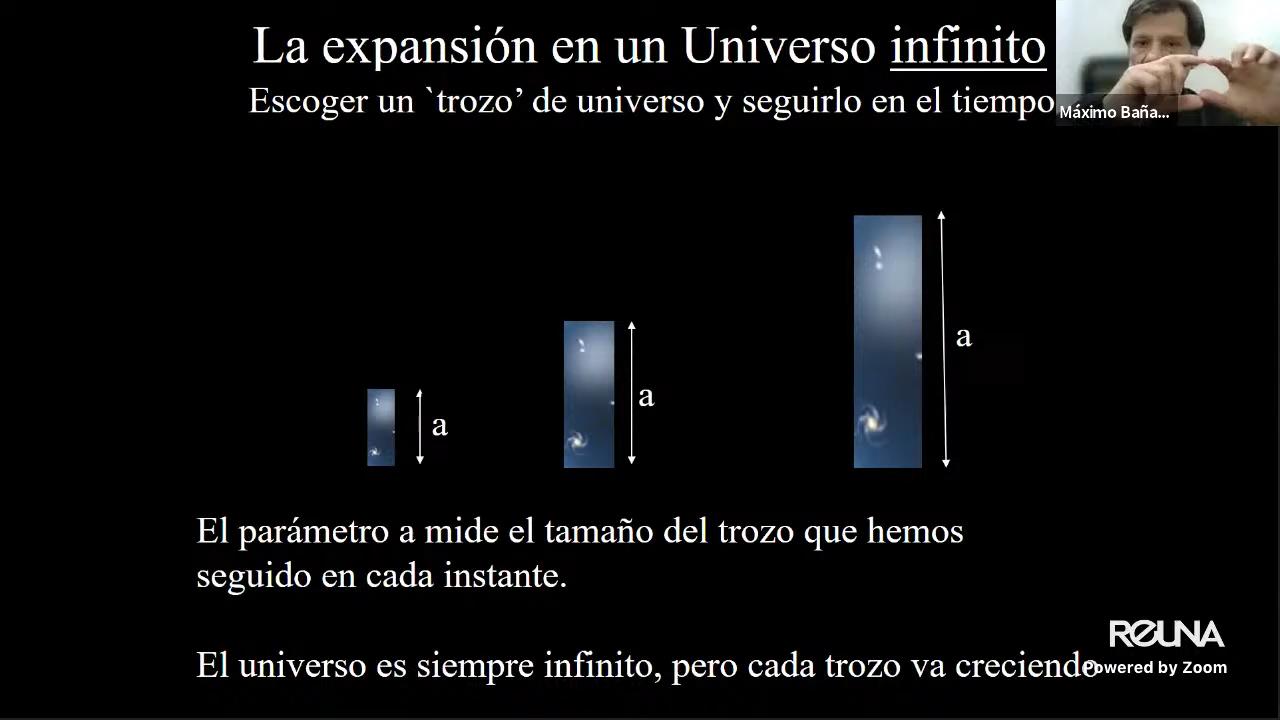 La expansión en un Universo infinito
Escoger un `trozo’ de universo y seguirlo en el tiempo
Máximo Baña...
a
a
a
El parámetro a mide el tamaño del trozo que hemos
seguido en cada instante.
REUNA
El universo es siempre infinito, pero cada trozo va creciendo
Powered by Zoom